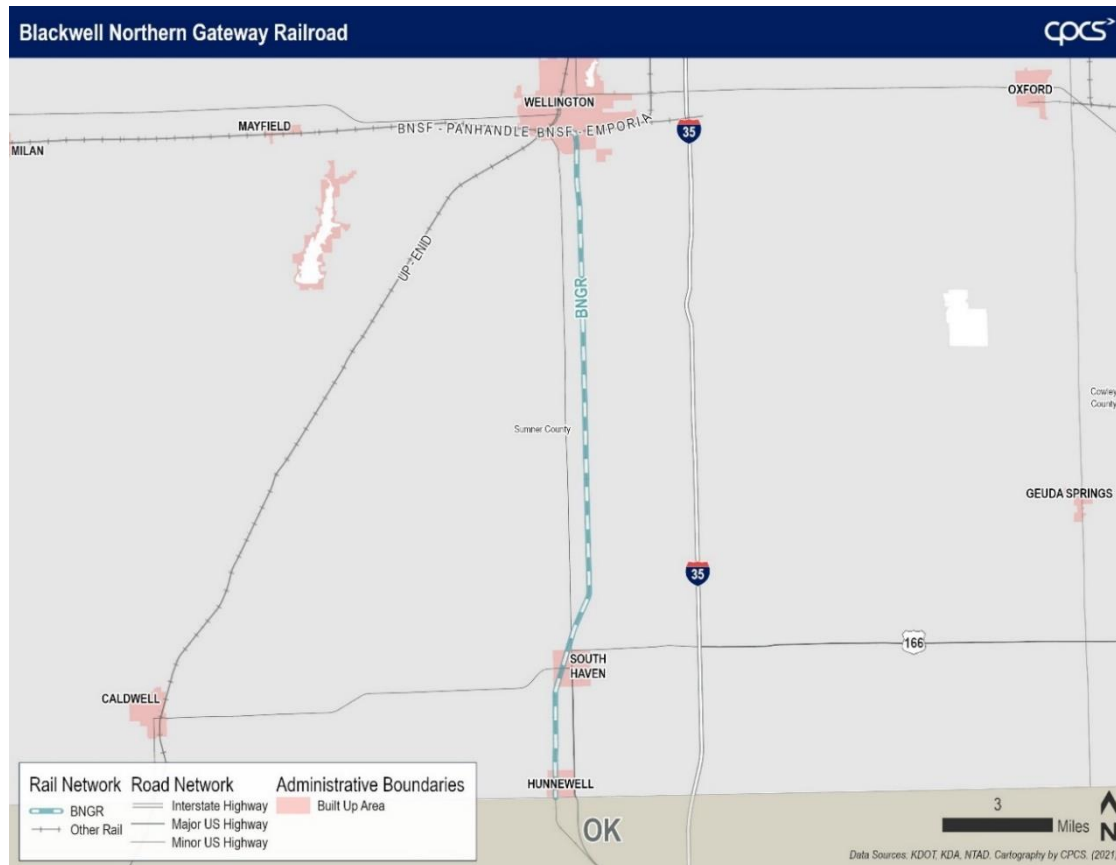 Blackwell Northern Gateway Railroad
cpcs
WELLINGTON
OXFORD
MAYFIELD
BNSF - PANHANDLE BNSF - EMPORIA
35
MILAN
UP - ENID
BNGR
Sumner County
Cowley
County
GEUDA SPRINGS
35
166
SOUTH
HAVEN
CALDWELL
HUNNEWELL
OK
Rail Network
BNGR
Other Rail
Road Network
Interstate Highway
Major US Highway
Minor US Highway
Administrative Boundaries
Built Up Area
3
Miles
N
Data Sources: KDOT, KDA, NTAD. Cartography by CPCS. (2021)